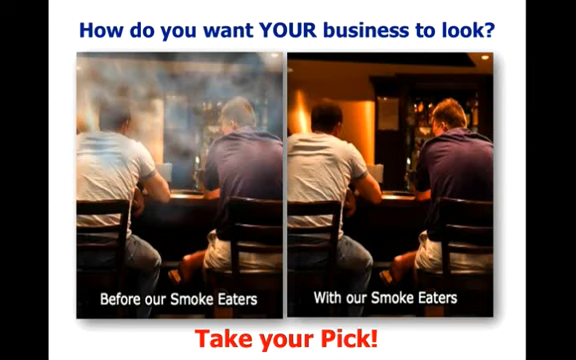 How do you want YOUR business to look?
Before our Smoke Eaters
With our Smoke Eaters
Take your Pick!